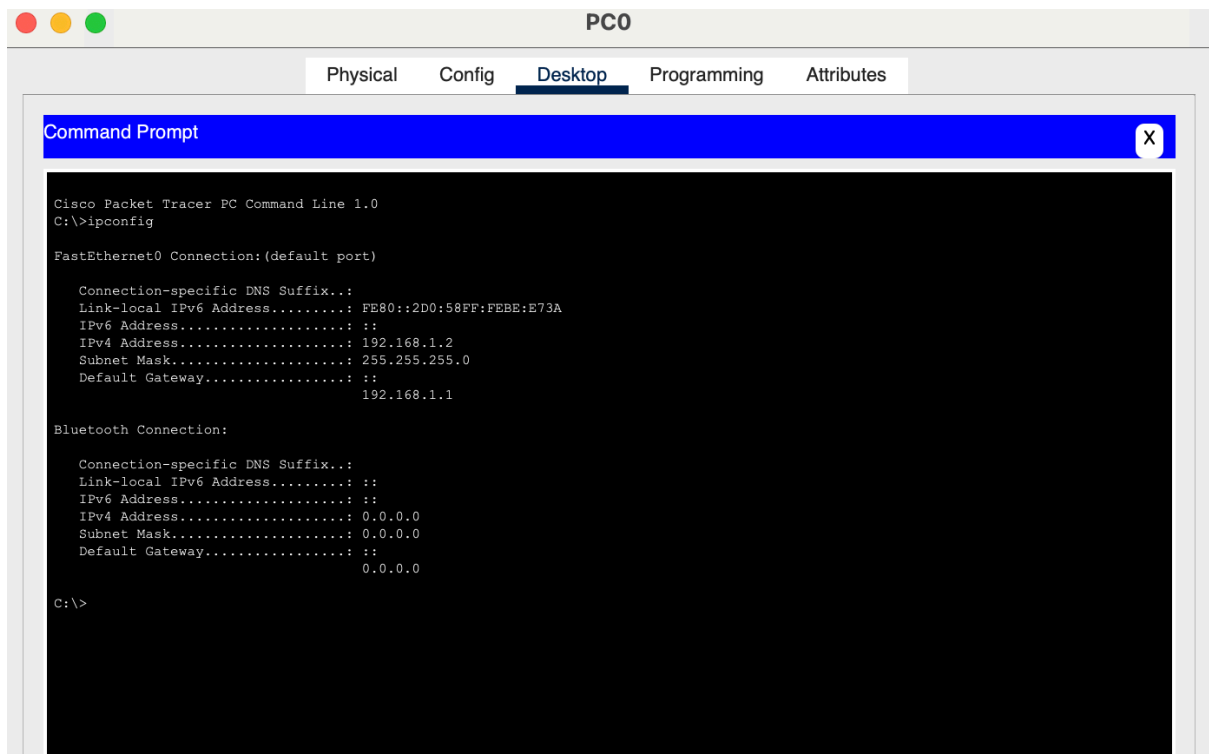 PC0
Physical Config Desktop Programming Attributes
Command Prompt
X
Cisco Packet Tracer PC Command Line 1.0
C:\>ipconfig
FastEthernet0 Connection:(default port)
Connection-specific DNS Suffix..:
Link-local IPv6 Address.........: FE80::2D0:58FF:FEBE:E73A
IPv6 Address....................: ::
IPv4 Address....................: 192.168.1.2
Subnet Mask.....................: 255.255.255.0
Default Gateway.................: ::
192.168.1.1
Bluetooth Connection:
Connection-specific DNS Suffix..:
Link-local IPv6 Address.........: ::
IPv6 Address....................: ::
IPv4 Address....................: 0.0.0.0
Subnet Mask.....................: 0.0.0.0
Default Gateway.................: ::
0.0.0.0
C:\>